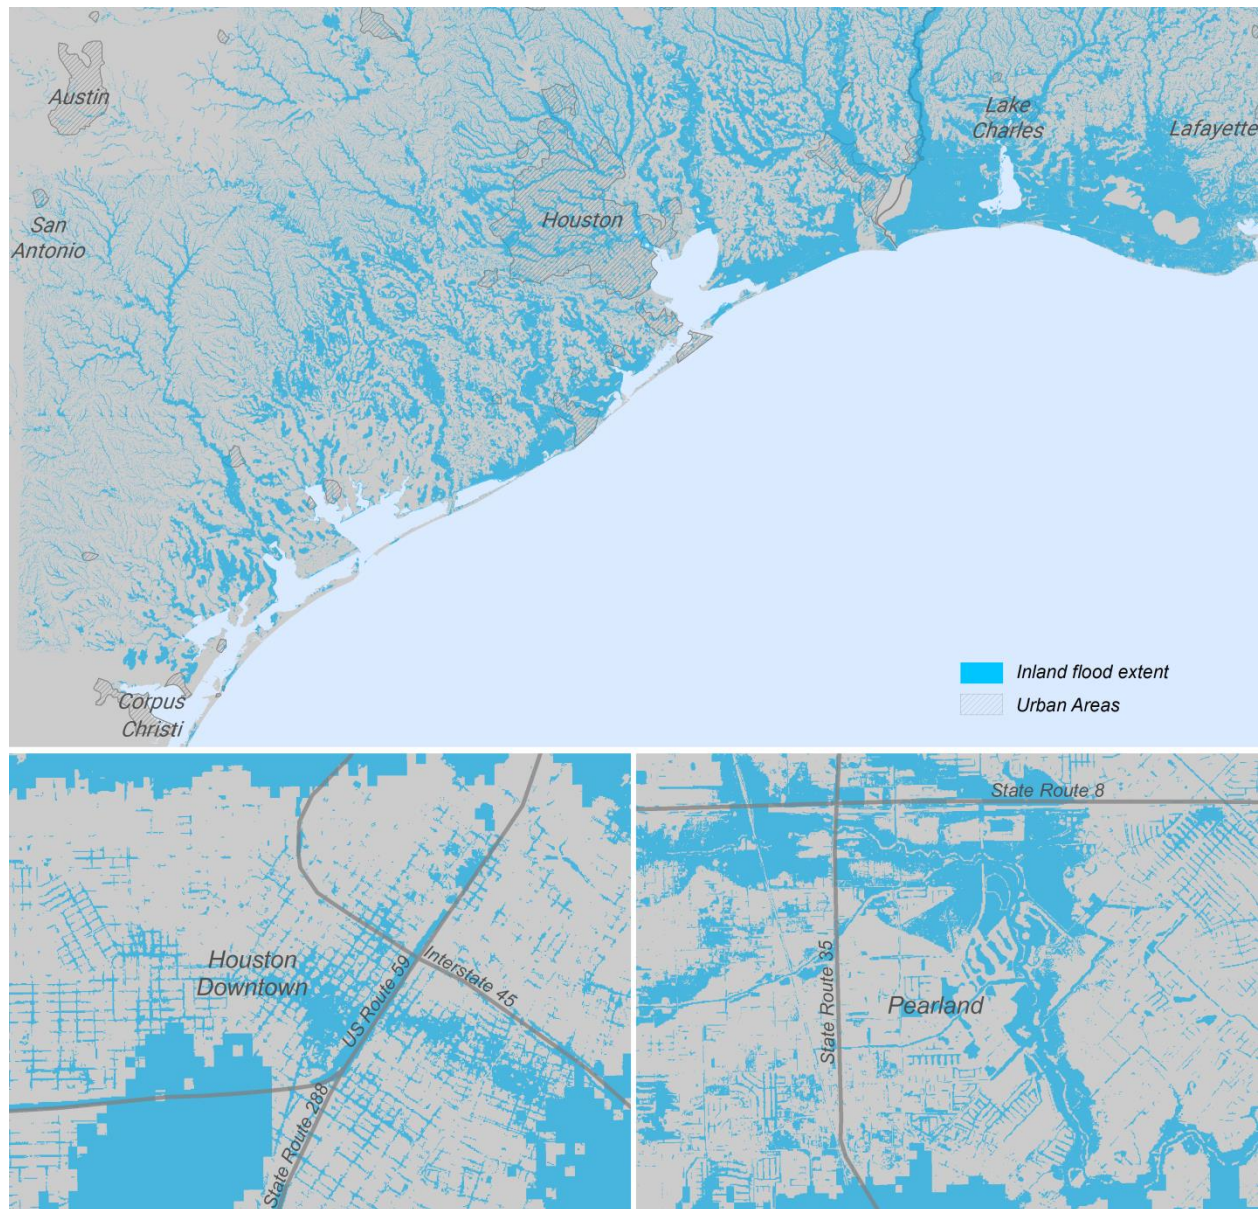 Austin
Lake
Charles
Lafayette
San
Antonio
Houston
Inland flood extent
Urban Areas
Corpus
Christi
State Route 8
Houston
Downtown
Interstate 45
US Route 59
State Route 288
State Route 35
Pearland